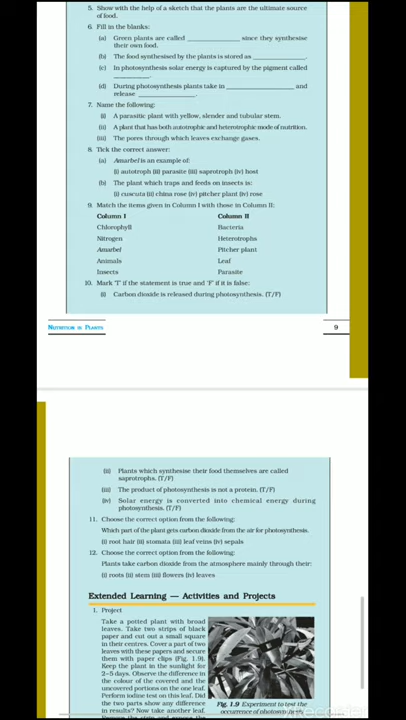 5. Show with the help of a sketch that the plants are the ultimate source
of food.
6. Fill in the blanks:
(a) Green plants are called _______________ since they synthesise
their own food.
(b) The food synthesised by the plants is stored as _______________.
(c) In photosynthesis solar energy is captured by the pigment called
__________.
(d) During photosynthesis plants take in _______________ and
release _______________.
7. Name the following:
(i) A parasitic plant with yellow, slender and tubular stem.
(ii) A plant that has both autotrophic and heterotrophic mode of nutrition.
(iii) The pores through which leaves exchange gases.
8. Tick the correct answer:
(a) Amarbel is an example of:
(i) autotroph (ii) parasite (iii) saprotroph (iv) host
(b) The plant which traps and feeds on insects is:
(i) cuscuta (ii) china rose (iv) pitcher plant (iv) rose
9. Match the items given in Column I with those in Column II:
Column I Column II
Chlorophyll Bacteria
Nitrogen Heterotrophs
Amarbel Pitcher plant
Animals Leaf
Insects Parasite
10. Mark 'T' if the statement is true and 'F' if it is false:
(i) Carbon dioxide is released during photosynthesis. (T/F)
NUTRITION IN PLANTS 9
(ii) Plants which synthesise their food themselves are called
saprotrophs. (T/F)
(iii) The product of photosynthesis is not a protein. (T/F)
(iv) Solar energy is converted into chemical energy during
photosynthesis. (T/F)
11. Choose the correct option from the following:
Which part of the plant gets carbon dioxide from the air for photosynthesis.
(i) root hair (ii) stomata (iii) leaf veins (iv) sepals
12. Choose the correct option from the following:
Plants take carbon dioxide from the atmosphere mainly through their:
(i) roots (ii) stem (iii) flowers (iv) leaves
Extended Learning — Activities and Projects
1. Project
Take a potted plant with broad
leaves. Take two strips of black
paper and cut out a small square
in their centres. Cover a part of two
leaves with these papers and secure
them with paper clips (Fig. 1.9).
Keep the plant in the sunlight for
2–5 days. Observe the difference in
the colour of the covered and the
uncovered portions on the one leaf.
Perform iodine test on this leaf. Did
the two parts show any difference
in results? Now take another leaf.
Fig. 1.9 Experiment to test the
occurrence of